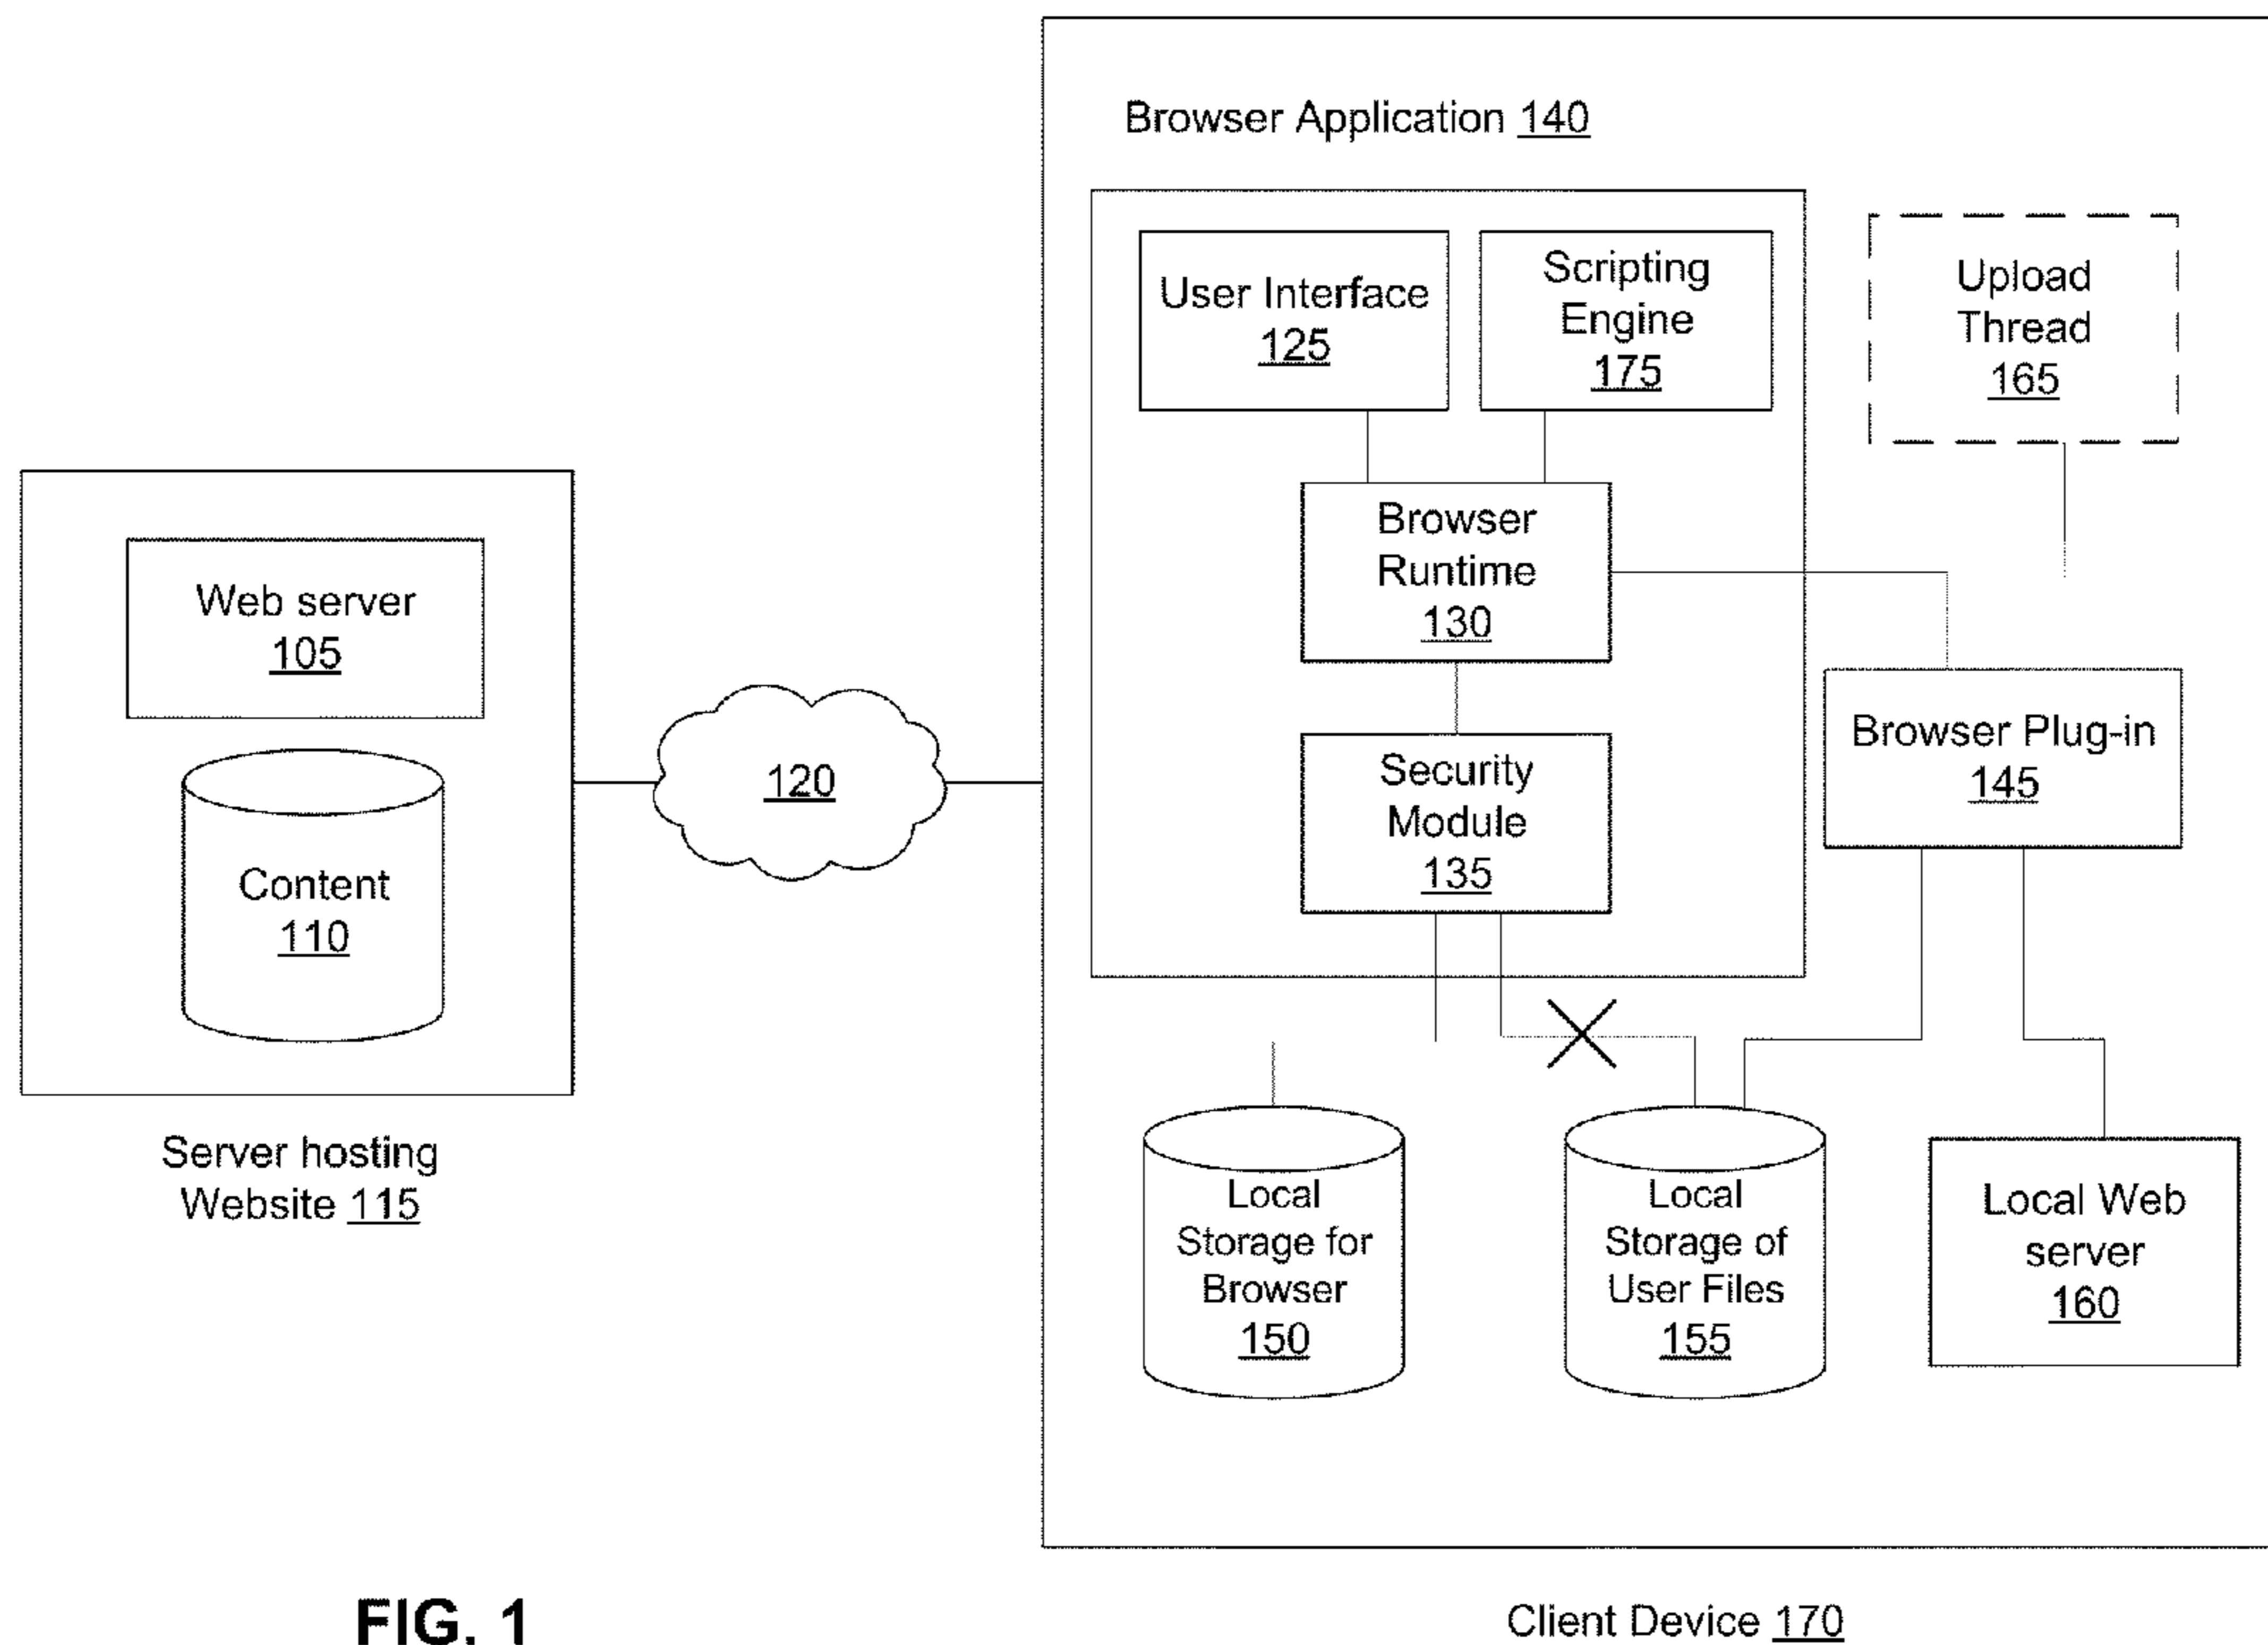 Browser Application 140
User Interface
125
Scripting
Engine
175
Upload
Thread
165
Browser
Runtime
130
Web server
105
Browser Plug-in
145
Security
Module
135
120
Content
110
Server hosting
Website 115
Local
Storage for
Browser
150
Local
Storage of
User Files
155
Local Web
server
160
FIG. 1
Client Device 170